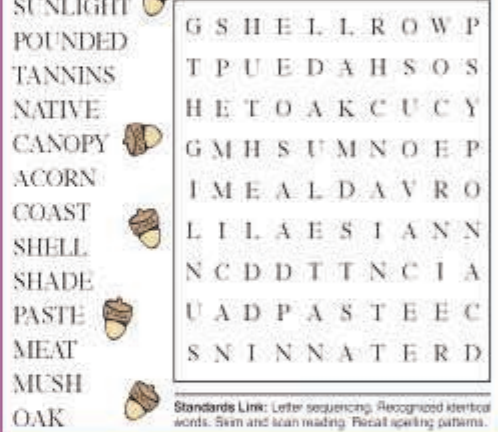 SUNLIGHT
POUNDED
TANNINS
NATIVE
CANOPY
ACORN
COAST
SHELL
SHADE
PASTE
MEAT
MUSH
OAK
G S H E L L R O W P
T P U E D A H S O S
H E T O A K C U C Y
G M H S U M N O E P
I M E A L D A V R O
L I L A E S I A N N
N C D D T T N C I A
U A D P A S T E E C
S N I N N A T E R D
Standards Link: Letter sequencing. Recognized identical
words. Skim and scan reading. Recall spelling patterns.